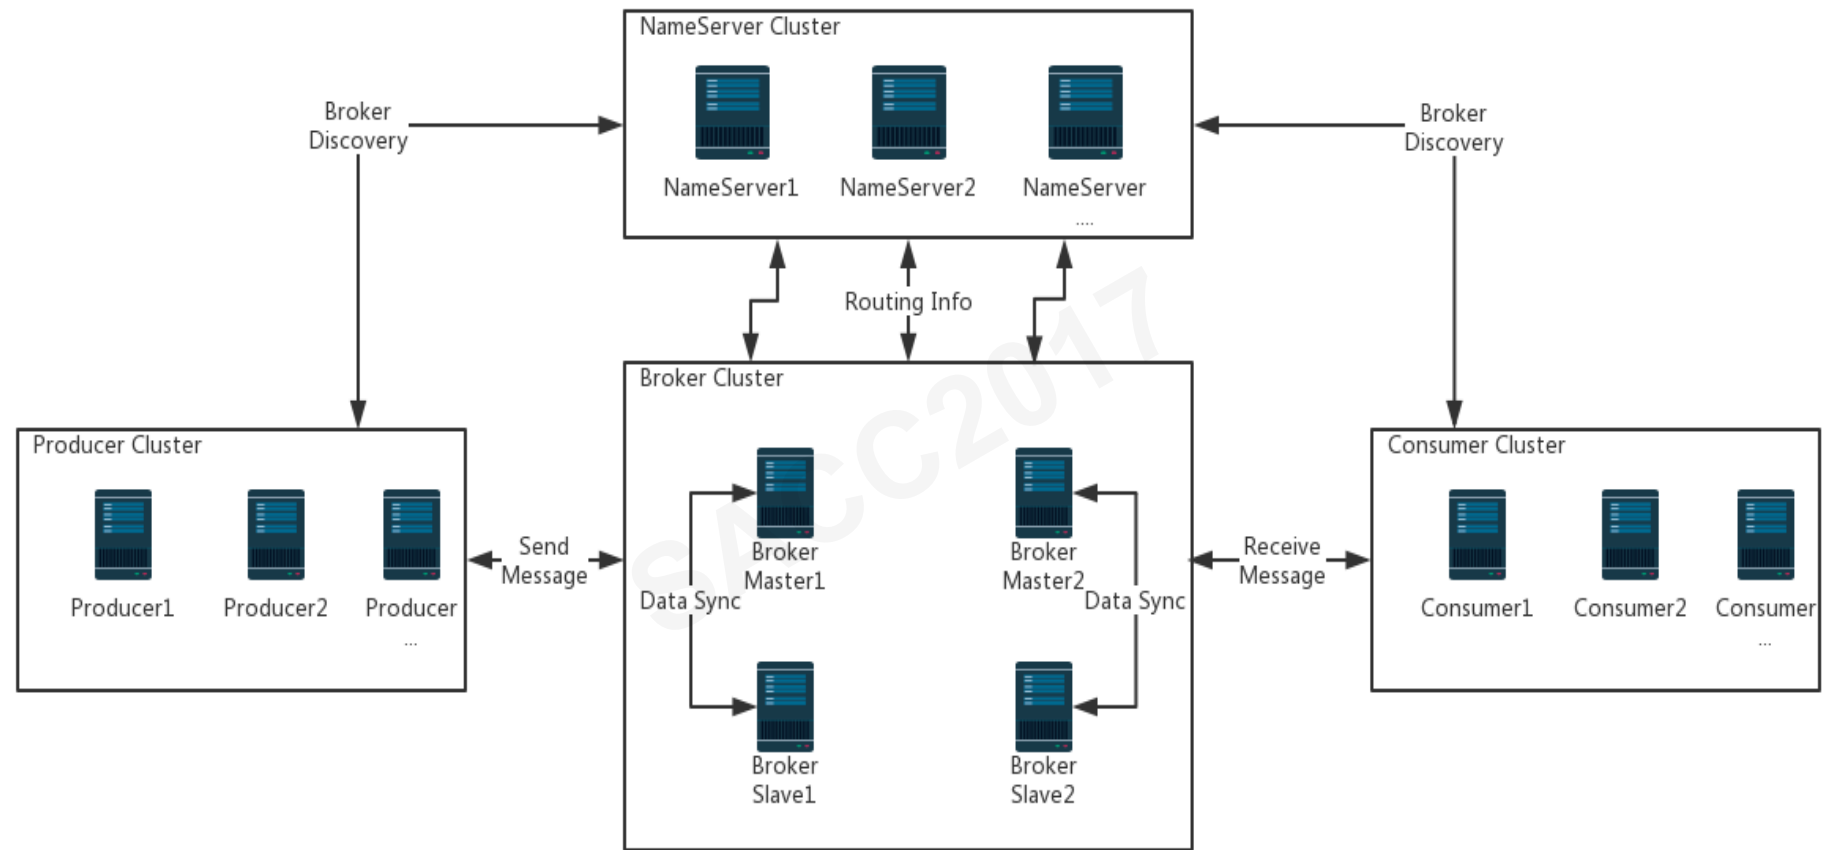 NameServer Cluster
NameServer1
NameServer2
NameServer
....
Broker
Discovery
Broker
Discovery
Routing Info
Producer Cluster
Producer1
Producer2
Producer
...
Send
Message
Broker Cluster
Broker
Master1
Broker
Master2
Data Sync
Data Sync
Broker
Slave1
Broker
Slave2
Receive
Message
Consumer Cluster
Consumer1
Consumer2
Consumer
...
SACC2017